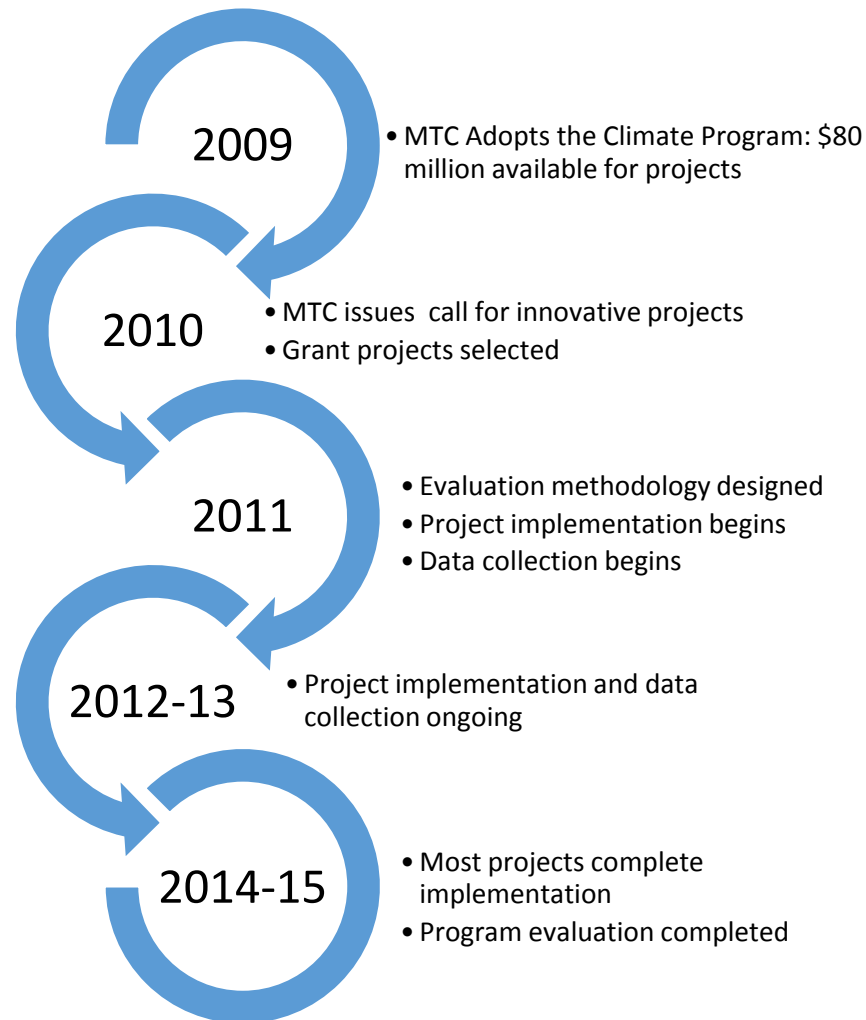 2009
• MTC Adopts the Climate Program: $80
million available for projects
2010
• MTC issues call for innovative projects
• Grant projects selected
2011
• Evaluation methodology designed
• Project implementation begins
• Data collection begins
2012-13
• Project implementation and data
collection ongoing
2014-15
• Most projects complete
implementation
• Program evaluation completed